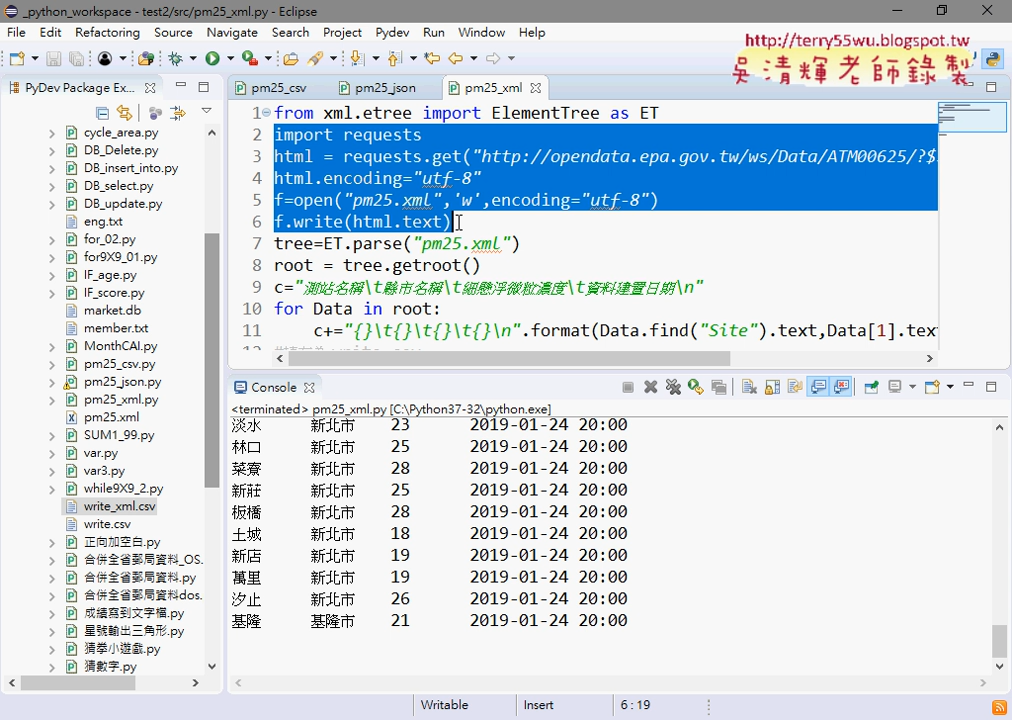 _python_workspace - test2/src/pm25_xml.py - Eclipse
File Edit Refactoring Source Navigate Search Project Pydev Run Window Help
http://terry55wu.blogspot.tw
吳清輝老師錄製
PyDev Package Ex...
cycle_area.py
DB_Delete.py
DB_insert_into.py
DB_select.py
DB_update.py
eng.txt
for_02.py
for9X9_01.py
IF_age.py
IF_score.py
market.db
member.txt
MonthCAl.py
pm25_csv.py
pm25_json.py
pm25_xml.py
pm25.xml
SUM1_99.py
var.py
var3.py
while9X9_2.py
write_xml.csv
write.csv
正向加空白.py
合併全省郵局資料_OS.
合併全省郵局資料.py
合併全省郵局資料dos.
成績寫到文字檔.py
星號輸出三角形.py
猜拳小遊戲.py
猜數字.py
pm25_csv pm25_json pm25_xml
1 from xml.etree import ElementTree as ET
2 import requests
3 html = requests.get("http://opendata.epa.gov.tw/ws/Data/ATM00625/?$
4 html.encoding="utf-8"
5 f=open("pm25.xml",'w',encoding="utf-8")
6 f.write(html.text)
7 tree=ET.parse("pm25.xml")
8 root = tree.getroot()
9 c="測站名稱\t縣市名稱\t細懸浮微粒濃度\t資料建置日期\n"
10 for Data in root:
11 c+="{}\t{}\t{}\t{}\n".format(Data.find("Site").text,Data[1].tex
Console
<terminated> pm25_xml.py [C:\Python37-32\python.exe]
淡水 新北市 23 2019-01-24 20:00
林口 新北市 25 2019-01-24 20:00
菜寮 新北市 28 2019-01-24 20:00
新莊 新北市 25 2019-01-24 20:00
板橋 新北市 28 2019-01-24 20:00
土城 新北市 18 2019-01-24 20:00
新店 新北市 19 2019-01-24 20:00
萬里 新北市 19 2019-01-24 20:00
汐止 新北市 26 2019-01-24 20:00
基隆 基隆市 21 2019-01-24 20:00
Writable Insert 6 : 19